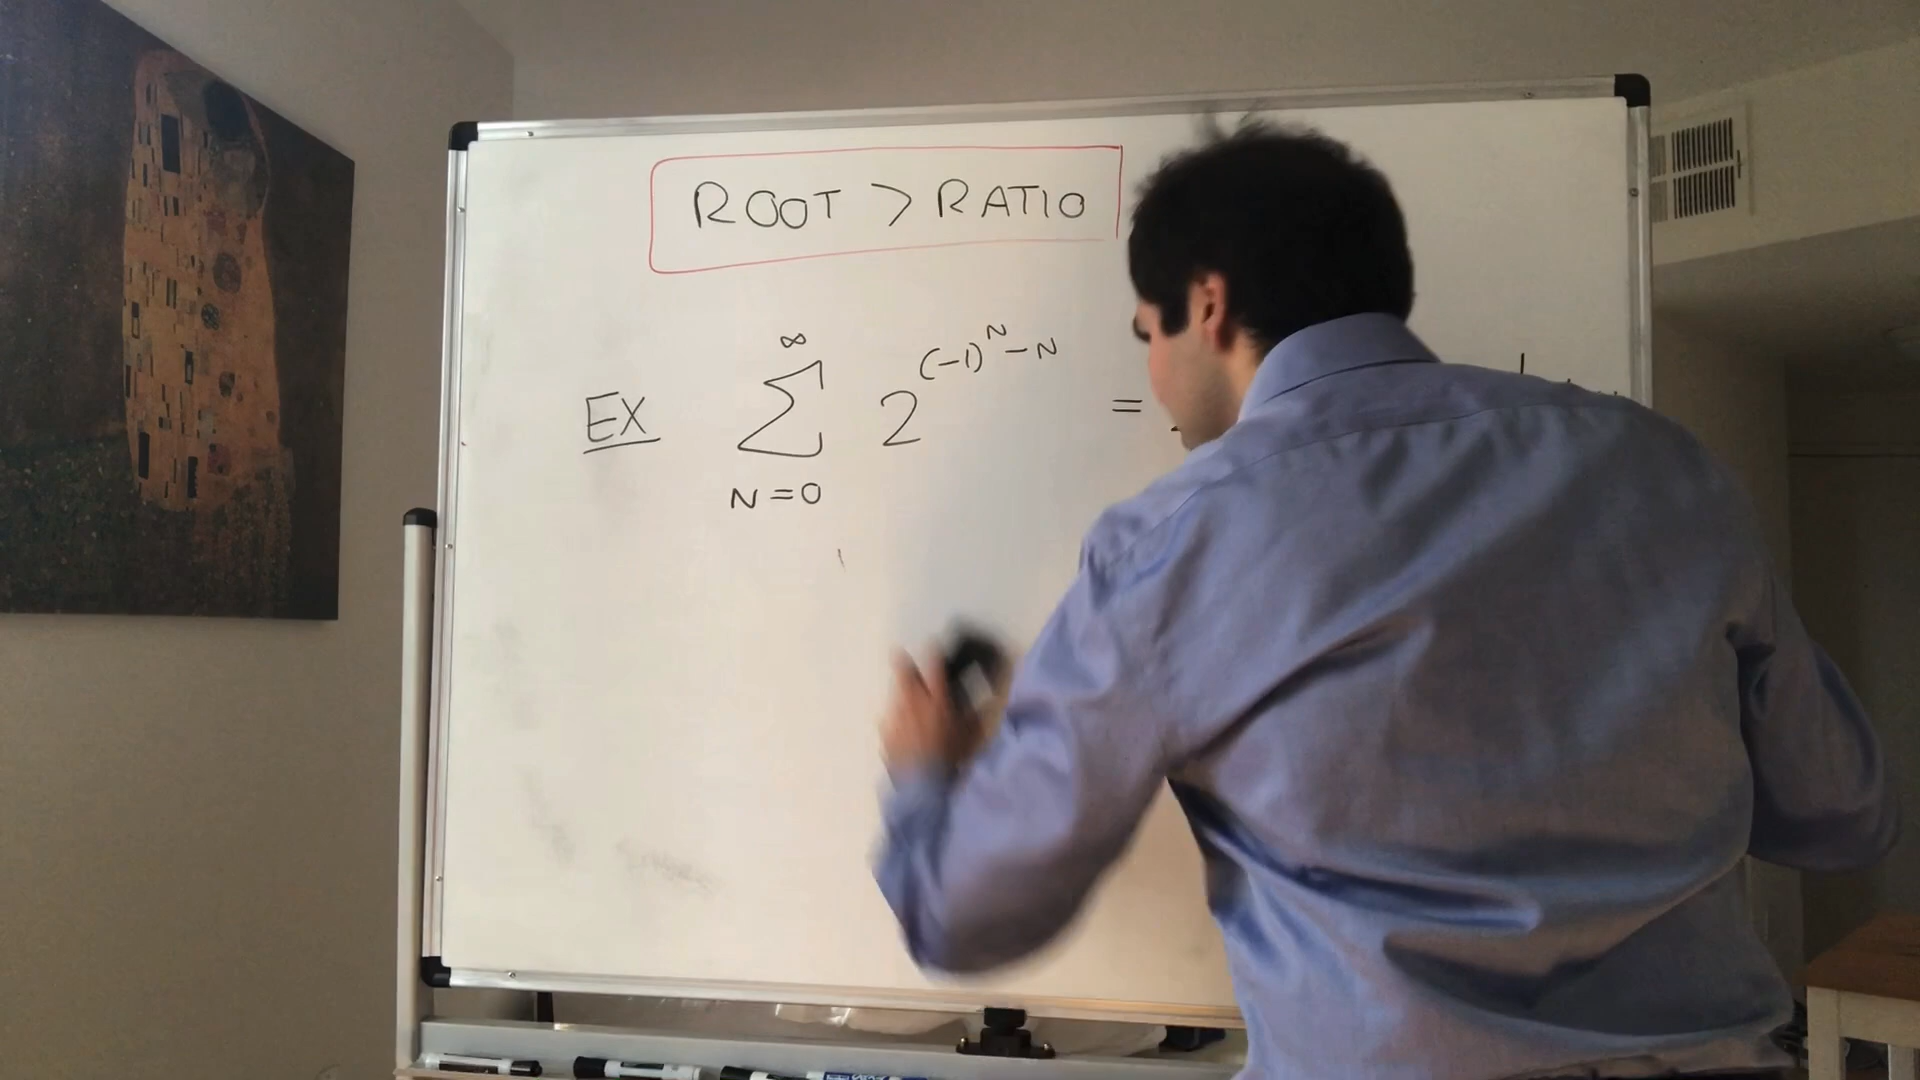 ROOT > RATIO
EX ∑_{N=0}^{∞} 2^{(-1)^N - N} =